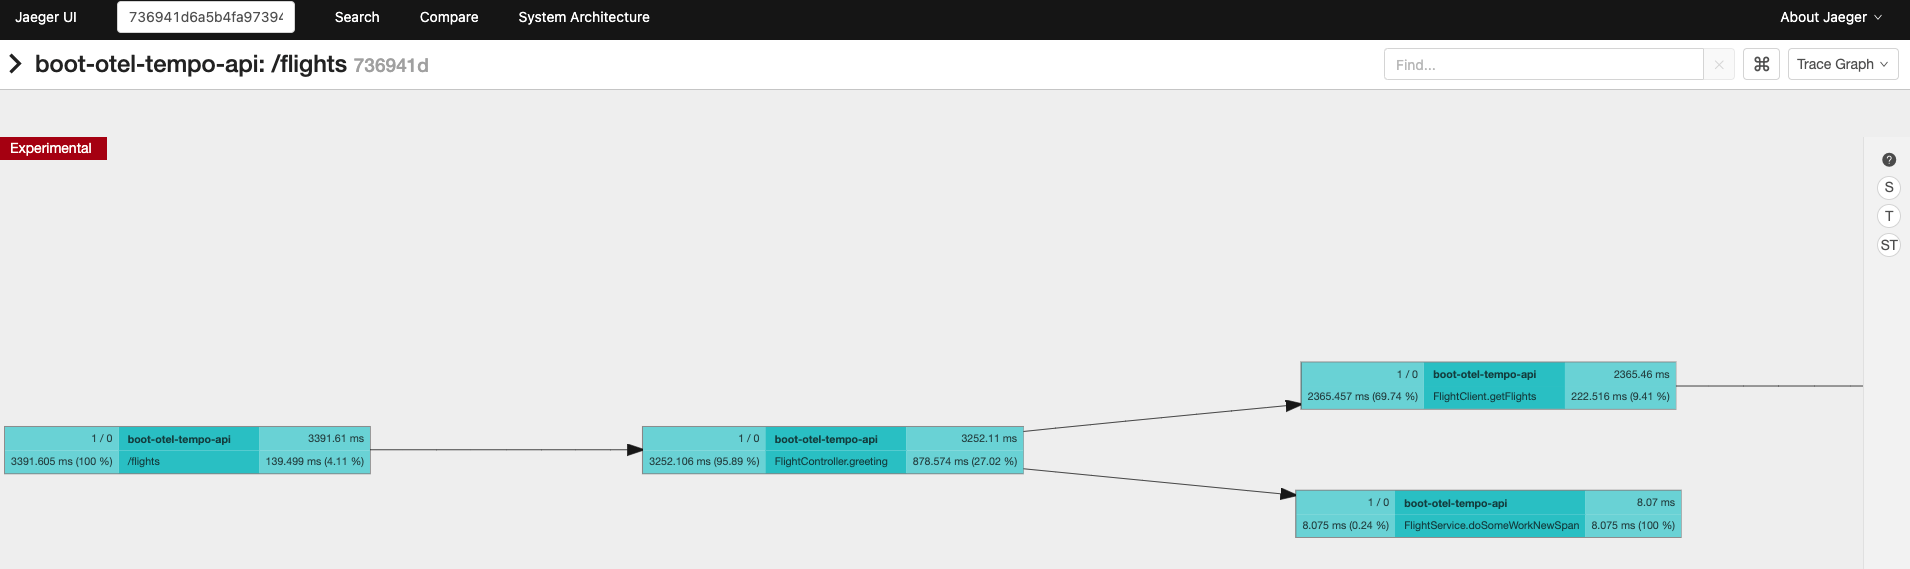 Jaeger UI 736941d6a5b4fa9739 Search Compare System Architecture About Jaeger
boot-otel-tempo-api: /flights 736941d
Find... ⌘ Trace Graph
Experimental
?
S
T
ST
1 / 0 boot-otel-tempo-api 2365.46 ms
2365.457 ms (69.74 %) FlightClient.getFlights 222.516 ms (9.41 %)
1 / 0 boot-otel-tempo-api 3391.61 ms
3391.605 ms (100 %) /flights 139.499 ms (4.11 %)
1 / 0 boot-otel-tempo-api 3252.11 ms
3252.106 ms (95.89 %) FlightController.greeting 878.574 ms (27.02 %)
1 / 0 boot-otel-tempo-api 8.07 ms
8.075 ms (0.24 %) FlightService.doSomeWorkNewSpan 8.075 ms (100 %)